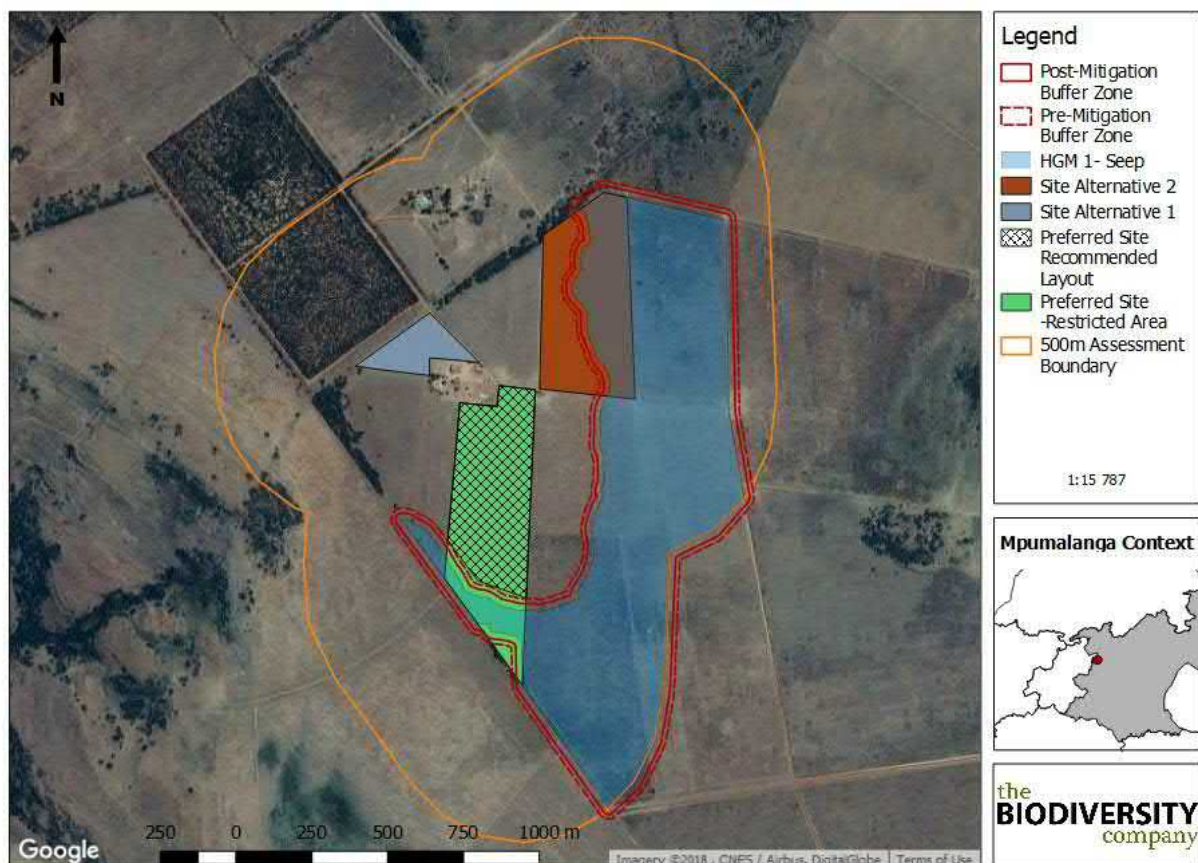 N
250 0 250 500 750 1000 m
Google
Imagery ©2018 , CNES / Airbus, DigitalGlobe | Terms of Use
Legend
Post-Mitigation
Buffer Zone
Pre-Mitigation
Buffer Zone
HGM 1- Seep
Site Alternative 2
Site Alternative 1
Preferred Site
Recommended
Layout
Preferred Site
-Restricted Area
500m Assessment
Boundary
1:15 787
Mpumalanga Context
the
BIODIVERSITY
company